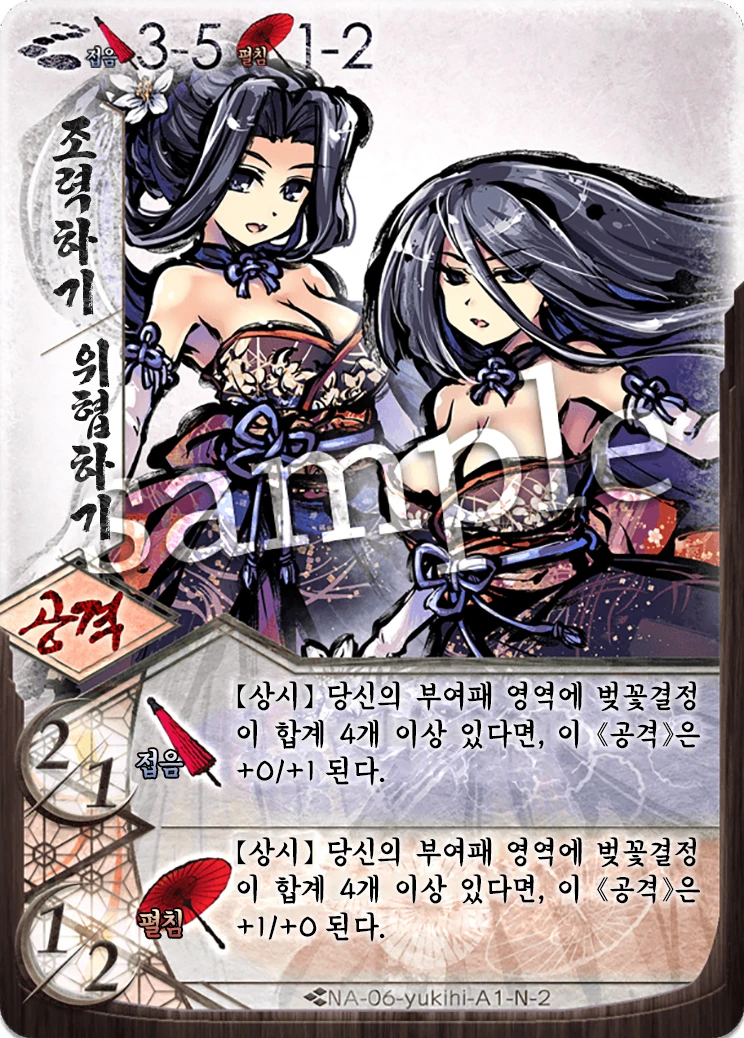 접음 3-5 펼침 1-2
조력하기
위협하기
sample
공격
2/1
접음
【상시】 당신의 부여패 영역에 벚꽃결정
이 합계 4개 이상 있다면, 이 《공격》은
+0/+1 된다.
1/2
펼침
【상시】 당신의 부여패 영역에 벚꽃결정
이 합계 4개 이상 있다면, 이 《공격》은
+1/+0 된다.
NA-06-yukihi-A1-N-2